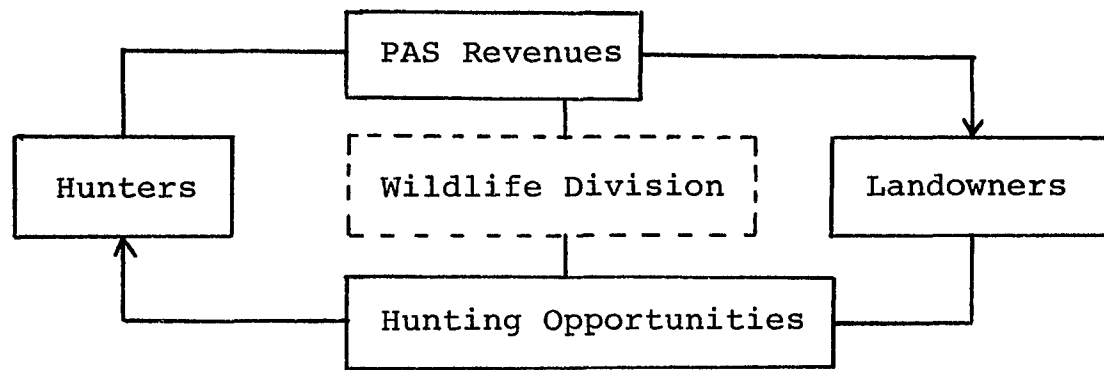 PAS Revenues
Hunters
Wildlife Division
Landowners
Hunting Opportunities